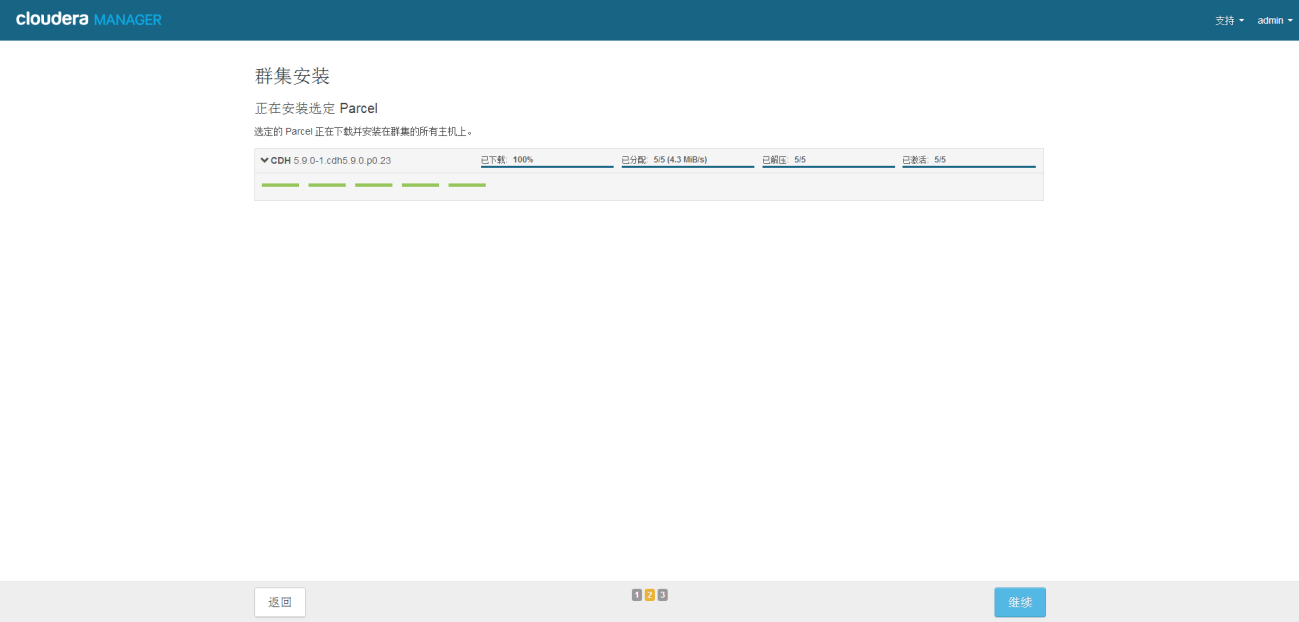 cloudera MANAGER
支持 admin
群集安装
正在安装选定 Parcel
选定的 Parcel 正在下载并安装在群集的所有主机上。
CDH 5.9.0-1.cdh5.9.0.p0.23 已下载: 100% 已分配: 5/5 (4.3 MiB/s) 已解压: 5/5 已激活: 5/5
返回 1 2 3 继续